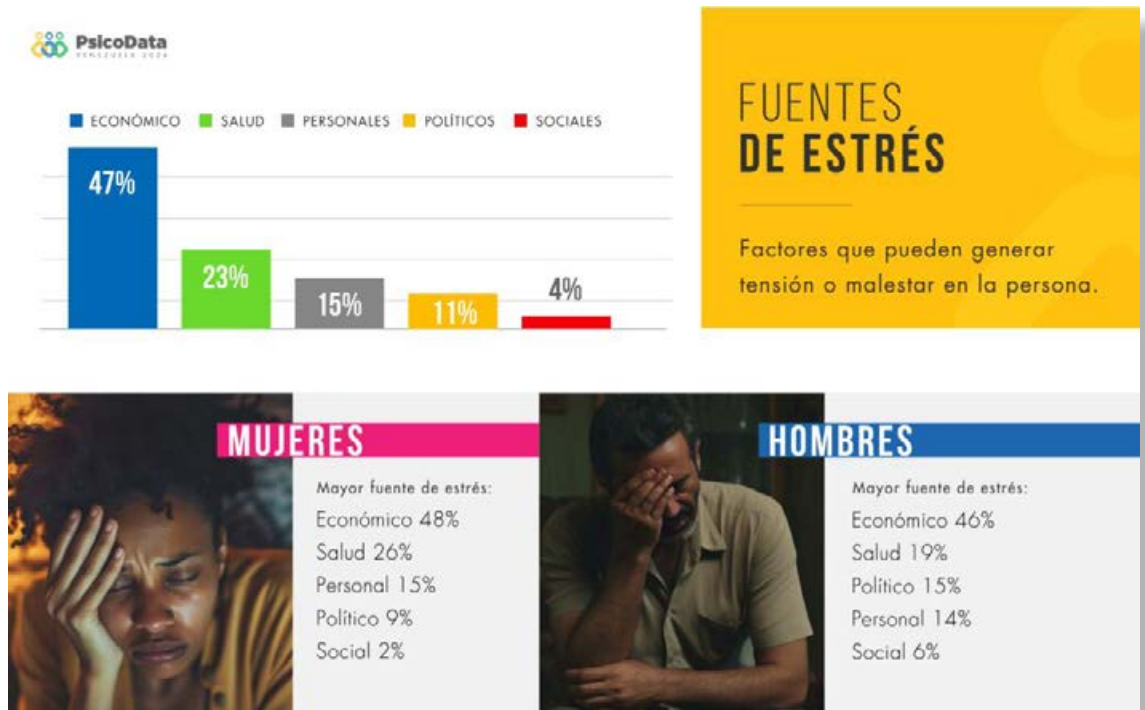 PsicoData
VENEZUELA 2024
ECONÓMICO SALUD PERSONALES POLÍTICOS SOCIALES
47%
23%
15%
11%
4%
FUENTES
DE ESTRÉS
Factores que pueden generar
tensión o malestar en la persona.
MUJERES
Mayor fuente de estrés:
Económico 48%
Salud 26%
Personal 15%
Político 9%
Social 2%
HOMBRES
Mayor fuente de estrés:
Económico 46%
Salud 19%
Político 15%
Personal 14%
Social 6%